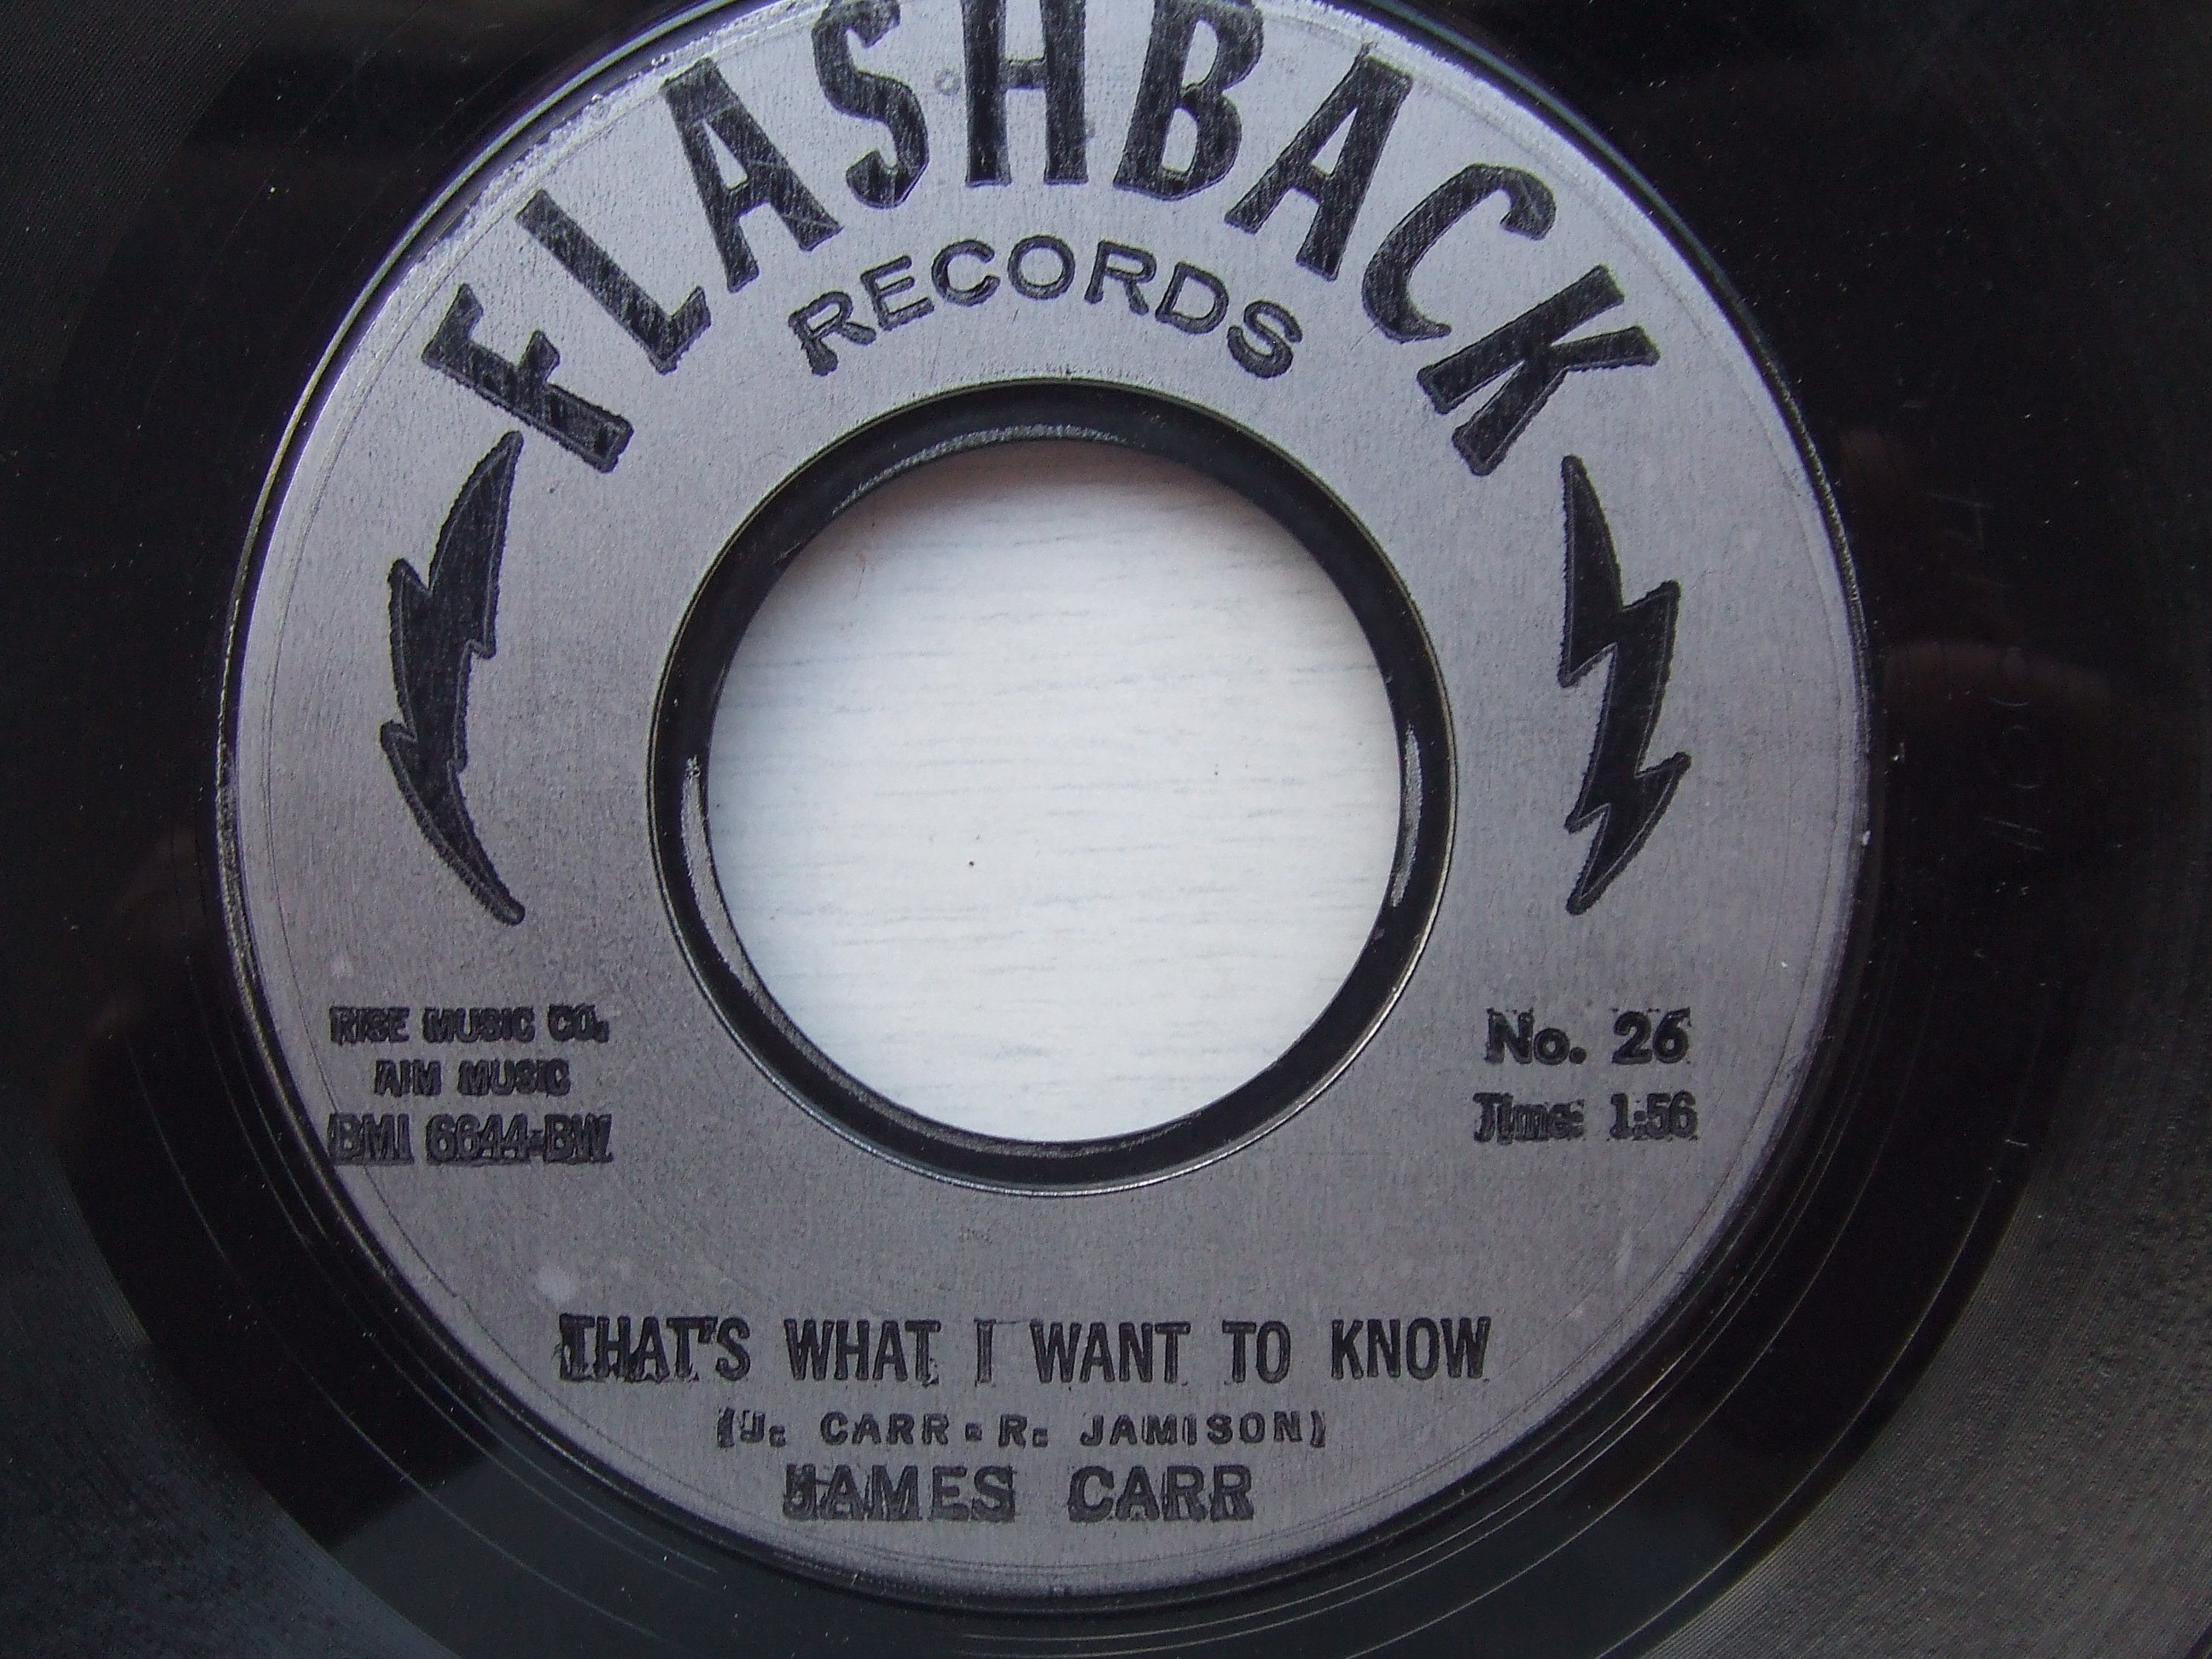 FLASHBACK
RECORDS
RISE MUSIC CO.
AIM MUSIC
BMI 6644-BW
No. 26
Time: 1:56
THAT'S WHAT I WANT TO KNOW
(J. CARR - R. JAMISON)
JAMES CARR